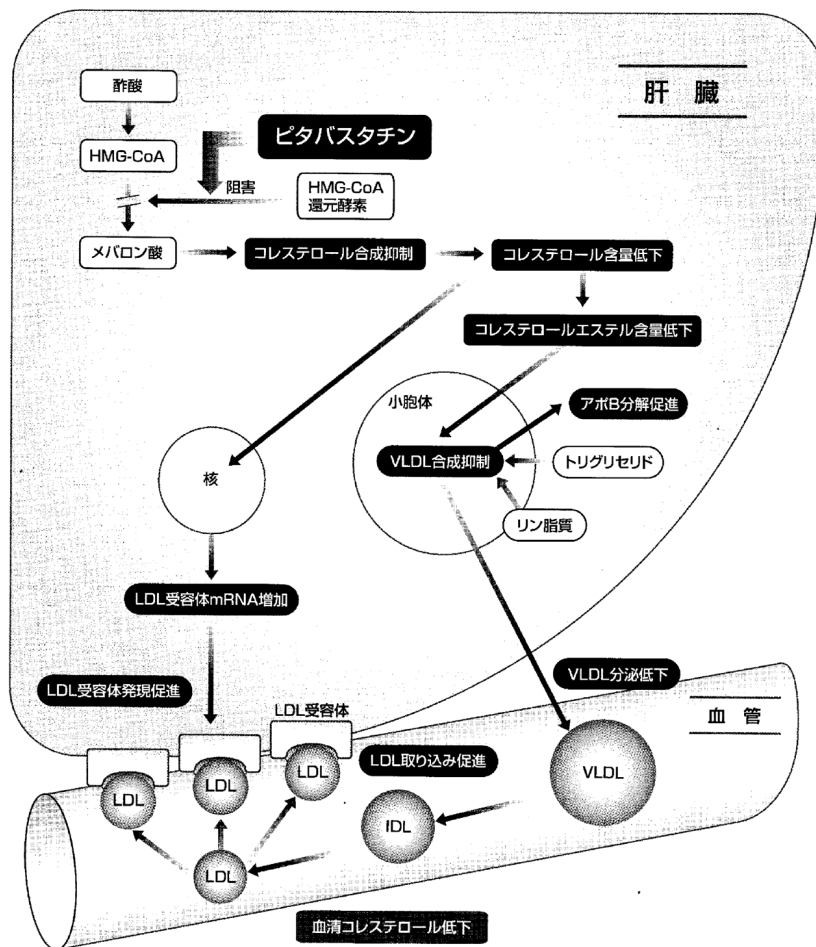 酢酸
肝 臓
ピタバスタチン
HMG-CoA
阻害
HMG-CoA
還元酵素
メバロン酸
コレステロール合成抑制
コレステロール含量低下
コレステロールエステル含量低下
小胞体
アポB分解促進
VLDL合成抑制
トリグリセリド
核
リン脂質
LDL受容体mRNA増加
VLDL分泌低下
LDL受容体発現促進
LDL受容体
血 管
LDL取り込み促進
VLDL
LDL
LDL
LDL
IDL
LDL
血清コレステロール低下